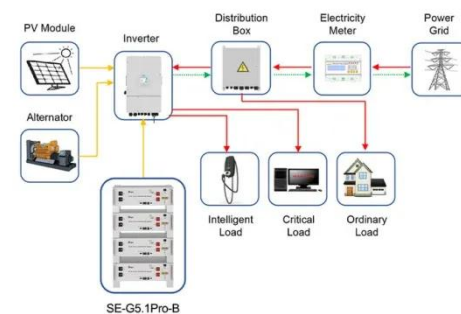 PV Module
Inverter
Distribution
Box
Electricity
Meter
Power
Grid
Alternator
Intelligent
Load
Critical
Load
Ordinary
Load
SE-G5.1Pro-B